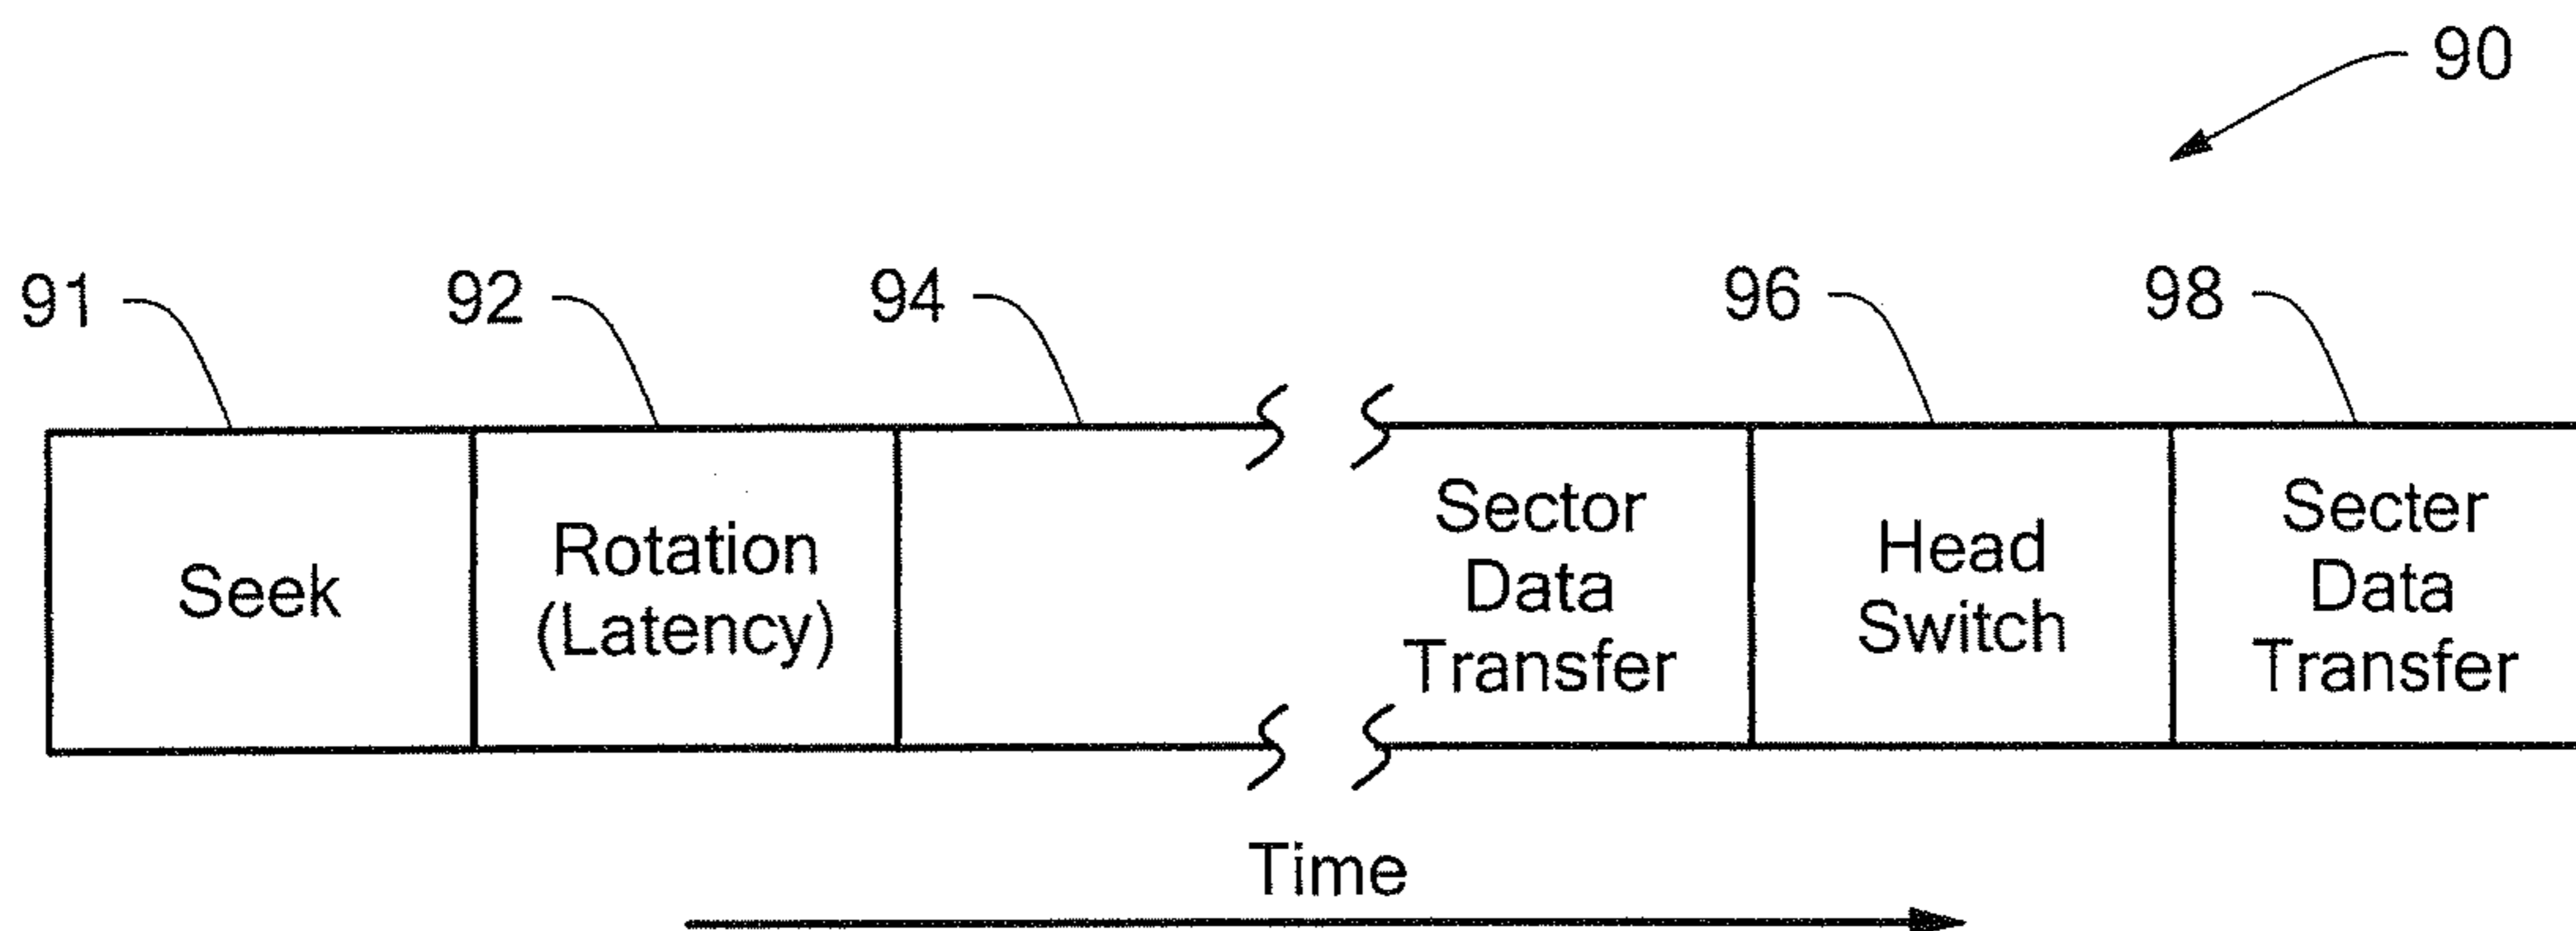 90
91
92
94
96
98
Seek
Rotation
(Latency)
Sector
Data
Transfer
Head
Switch
Secter
Data
Transfer
Time